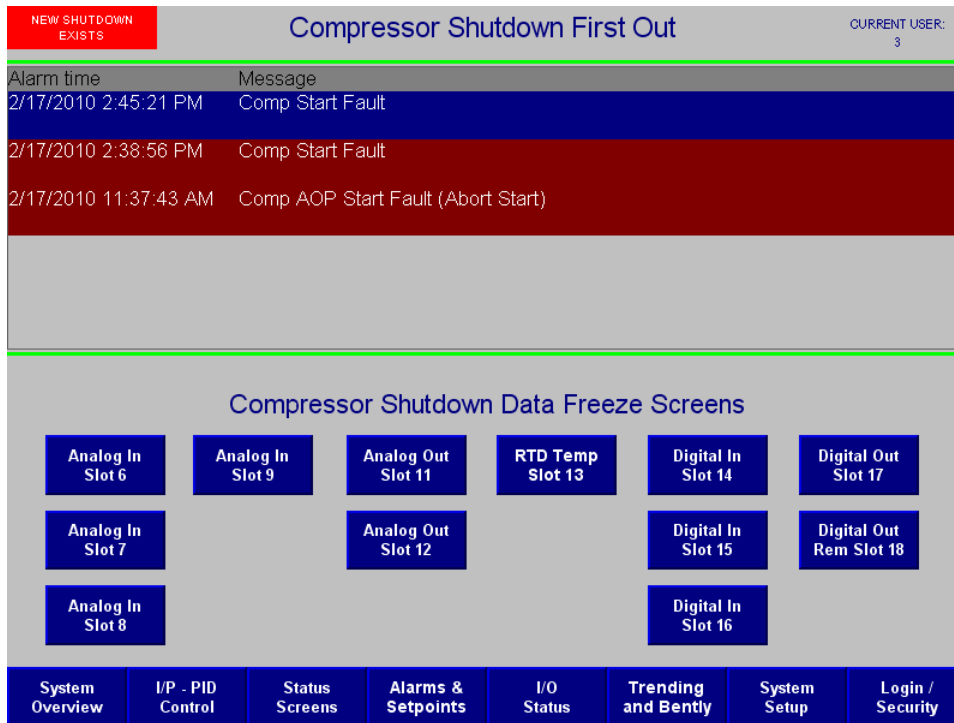 NEW SHUTDOWN
EXISTS
Compressor Shutdown First Out
CURRENT USER:
3
Alarm time Message
2/17/2010 2:45:21 PM Comp Start Fault
2/17/2010 2:38:56 PM Comp Start Fault
2/17/2010 11:37:43 AM Comp AOP Start Fault (Abort Start)
Compressor Shutdown Data Freeze Screens
Analog In
Slot 6
Analog In
Slot 9
Analog Out
Slot 11
RTD Temp
Slot 13
Digital In
Slot 14
Digital Out
Slot 17
Analog In
Slot 7
Analog Out
Slot 12
Digital In
Slot 15
Digital Out
Rem Slot 18
Analog In
Slot 8
Digital In
Slot 16
System
Overview
I/P - PID
Control
Status
Screens
Alarms &
Setpoints
I/O
Status
Trending
and Bently
System
Setup
Login /
Security